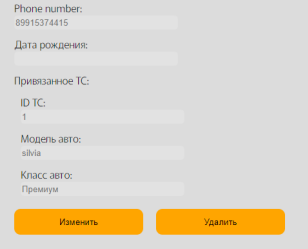 Phone number:
89915374415
Дата рождения:
Привязанное ТС:
ID ТС:
1
Модель авто:
silvia
Класс авто:
Премиум
Изменить Удалить